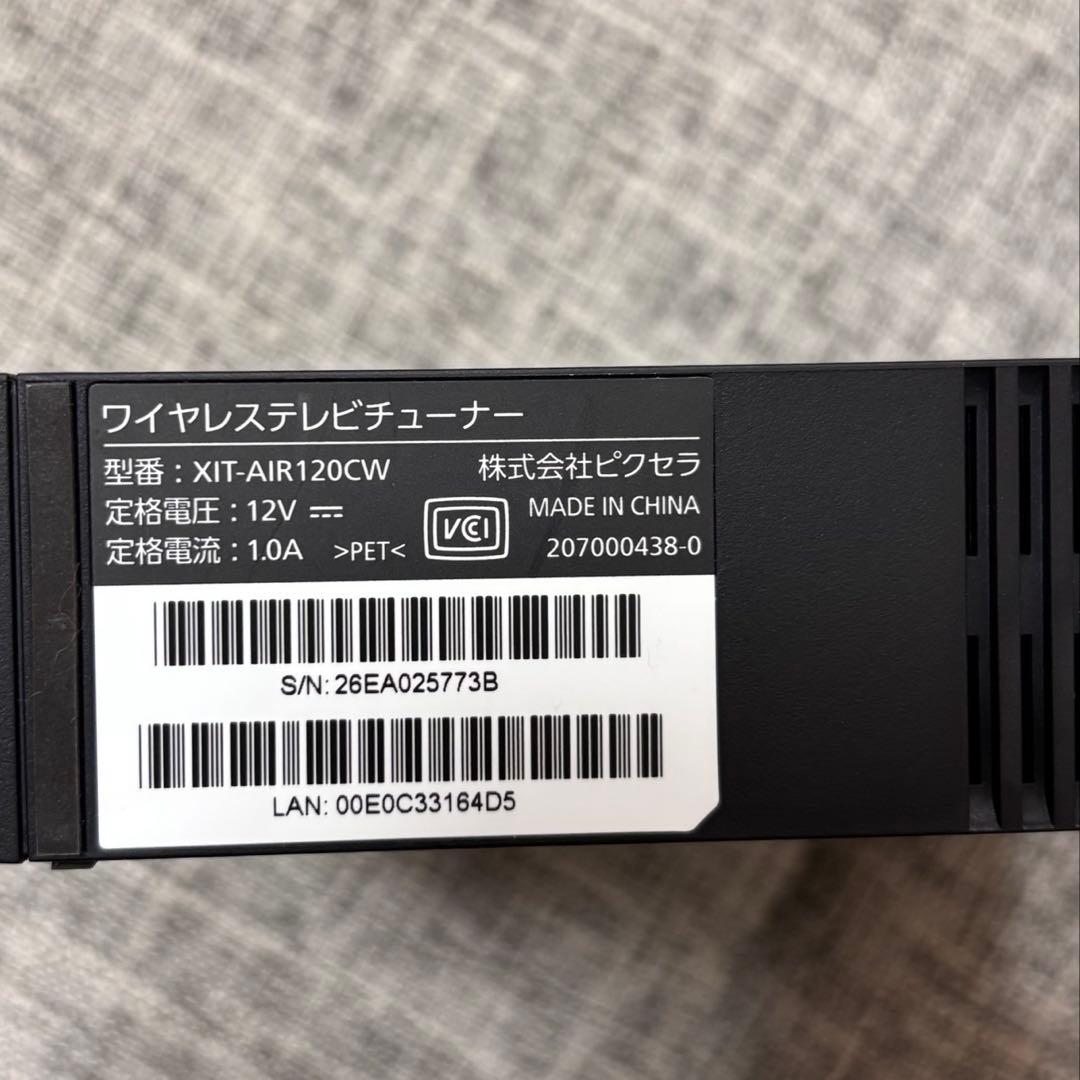 ワイヤレステレビチューナー
型番：XIT-AIR120CW 株式会社ピクセラ
定格電圧：12V MADE IN CHINA
定格電流：1.0A >PET< VCCI 207000438-0
S/N: 26EA025773B
LAN: 00E0C33164D5